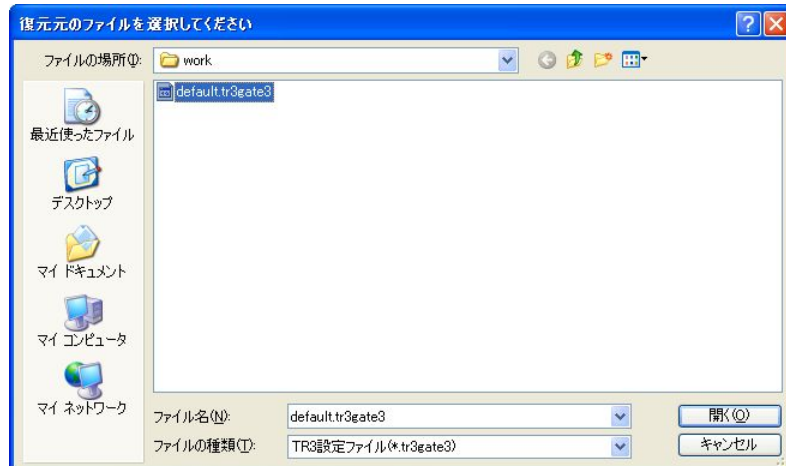 復元元のファイルを選択してください
ファイルの場所(I):
work
default.tr3gate3
最近使ったファイル
デスクトップ
マイ ドキュメント
マイ コンピュータ
マイ ネットワーク
ファイル名(N):
default.tr3gate3
開く(O)
ファイルの種類(T):
TR3設定ファイル(*.tr3gate3)
キャンセル